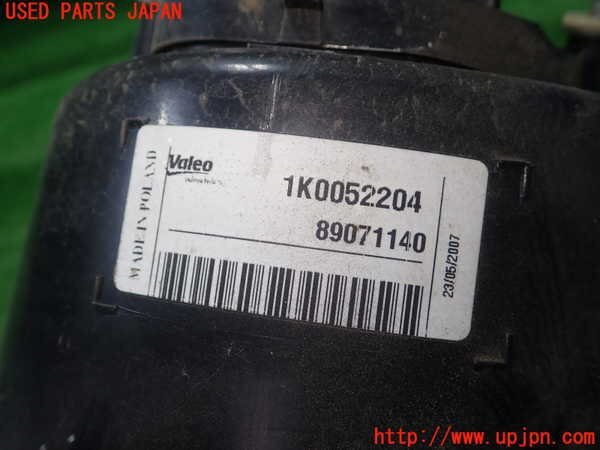 USED PARTS JAPAN
Valeo
MADE IN POLAND
1K0052204
89071140
23/05/2007
http://www.upjpn.com/